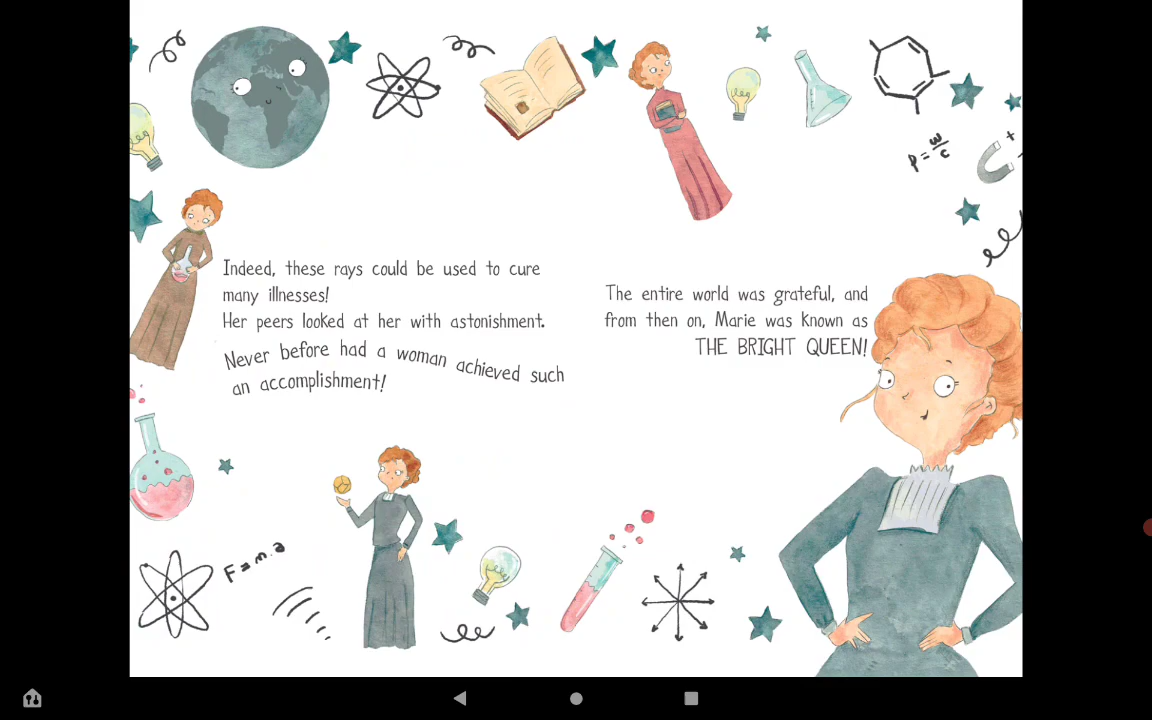 P = w/c
Indeed, these rays could be used to cure
many illnesses!
Her peers looked at her with astonishment.
Never before had a woman achieved such
an accomplishment!
The entire world was grateful, and
from then on, Marie was known as
THE BRIGHT QUEEN!
F = m.a